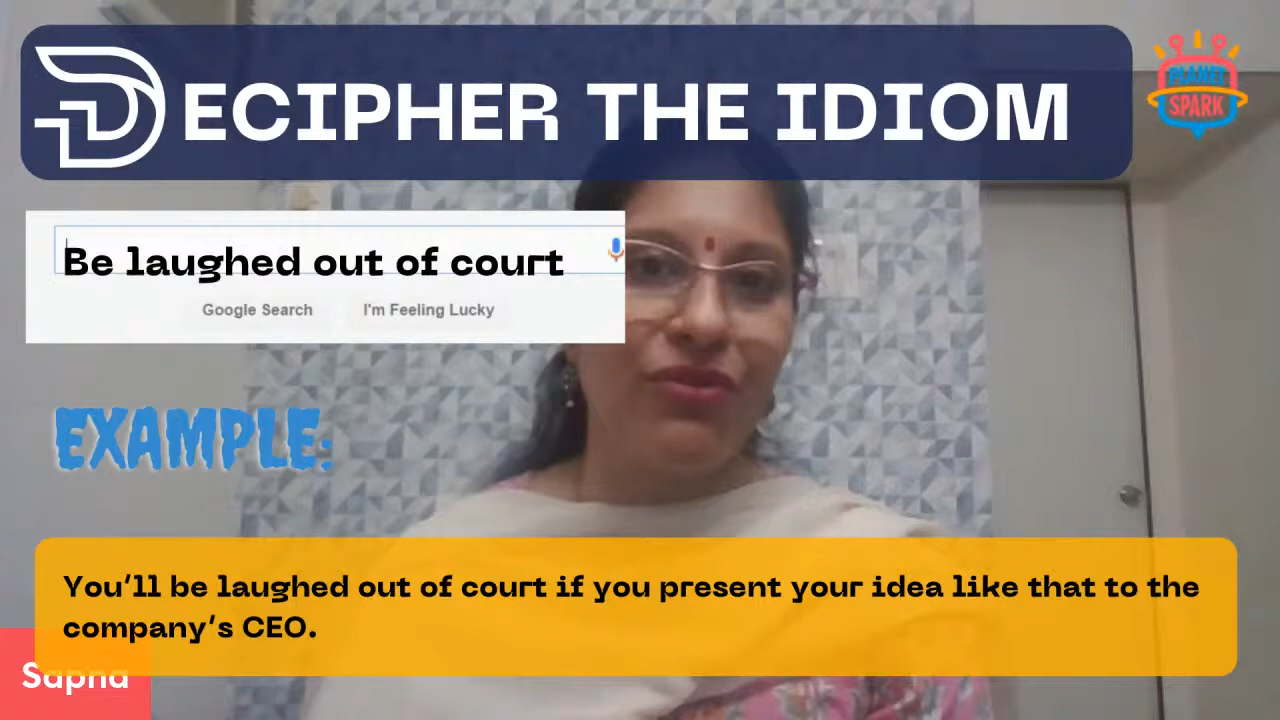 DECIPHER THE IDIOM
PLANET
SPARK
Be laughed out of court
Google Search I'm Feeling Lucky
EXAMPLE:
You'll be laughed out of court if you present your idea like that to the
company's CEO.
Sapna